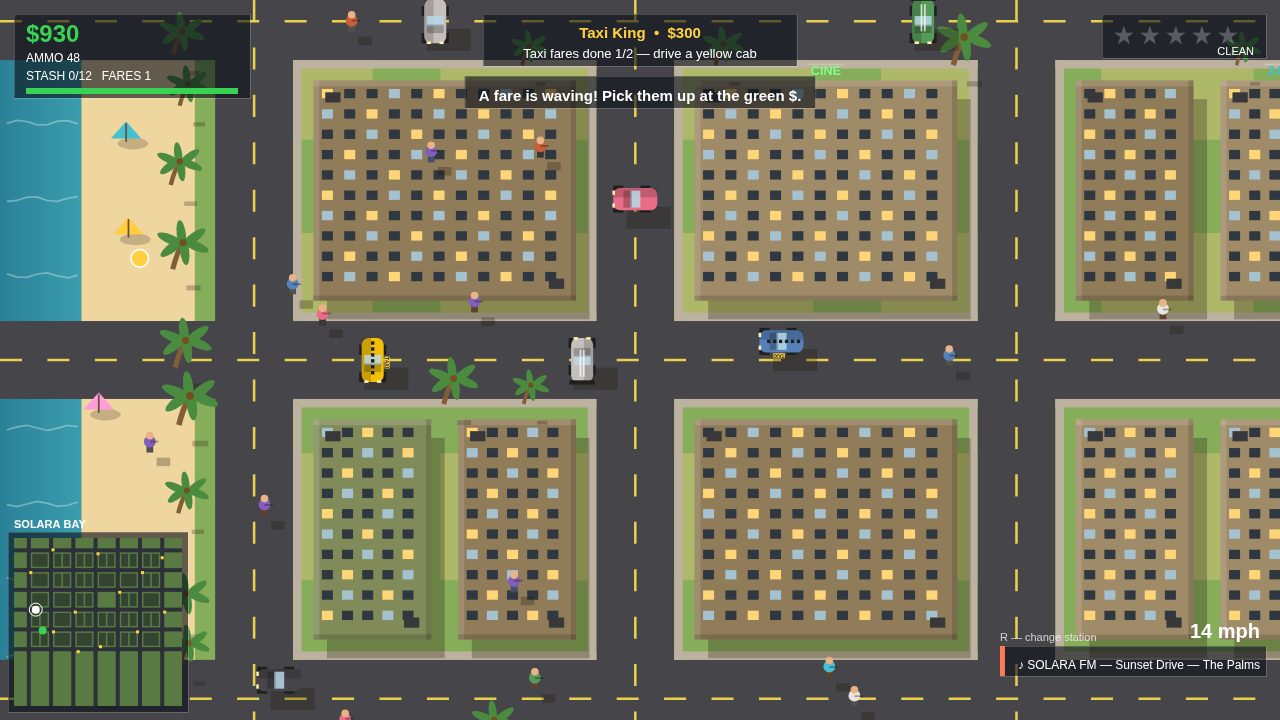 $930
AMMO 48
STASH 0/12 FARES 1
Taxi King • $300
Taxi fares done 1/2 — drive a yellow cab
A fare is waving! Pick them up at the green $.
CLEAN
CINE
SOLARA BAY
R — change station
14 mph
♪ SOLARA FM — Sunset Drive — The Palms